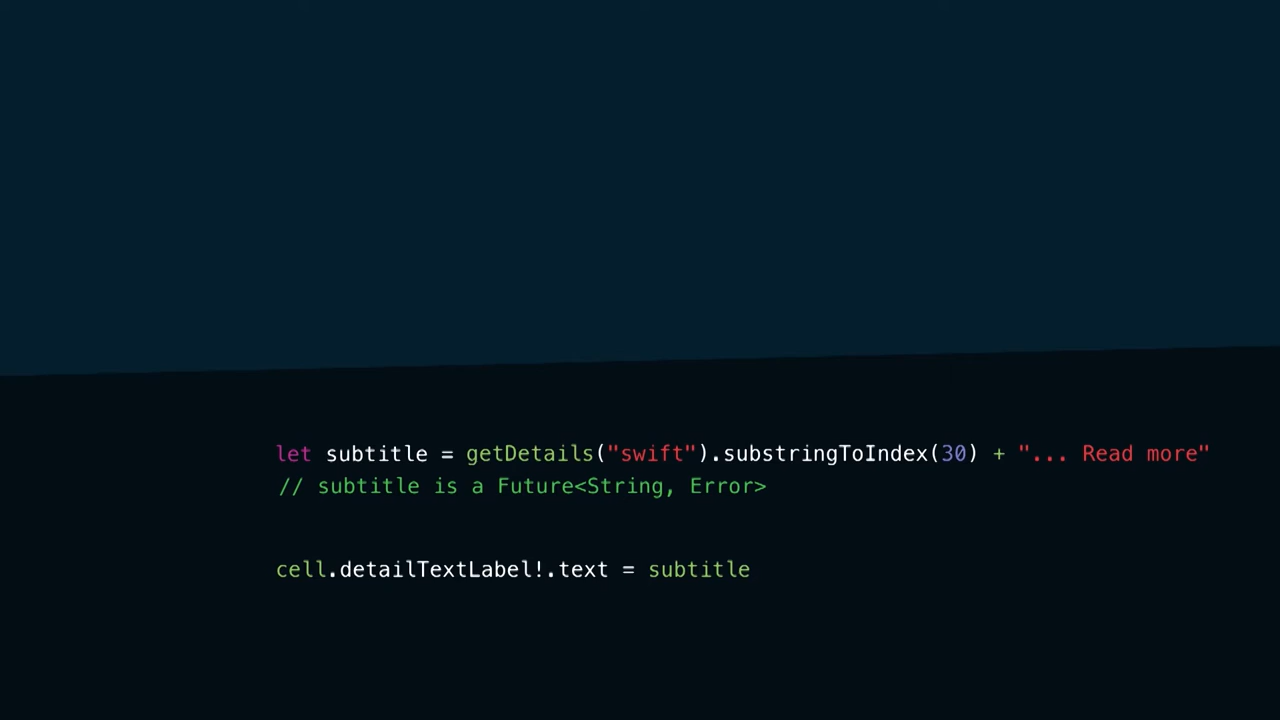 let subtitle = getDetails("swift").substringToIndex(30) + "... Read more"
// subtitle is a Future<String, Error>
cell.detailTextLabel!.text = subtitle